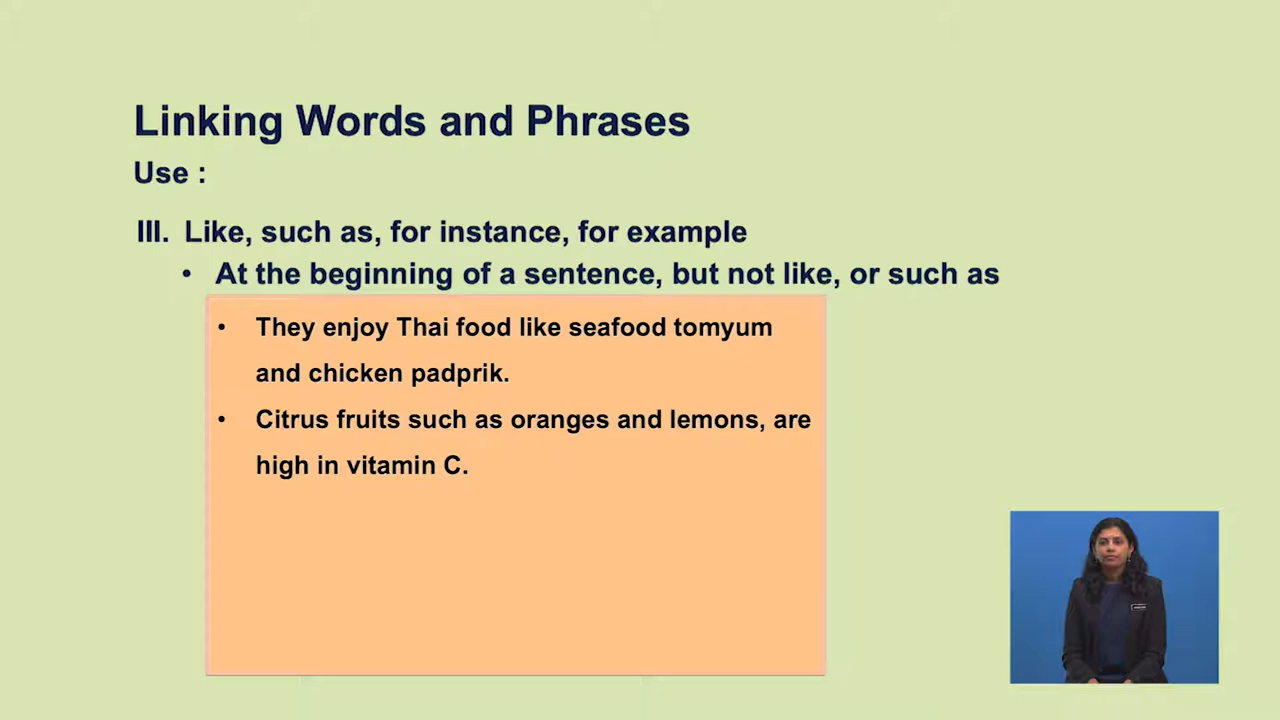 Linking Words and Phrases
Use :
III. Like, such as, for instance, for example
• At the beginning of a sentence, but not like, or such as
• They enjoy Thai food like seafood tomyum
and chicken padprik.
• Citrus fruits such as oranges and lemons, are
high in vitamin C.